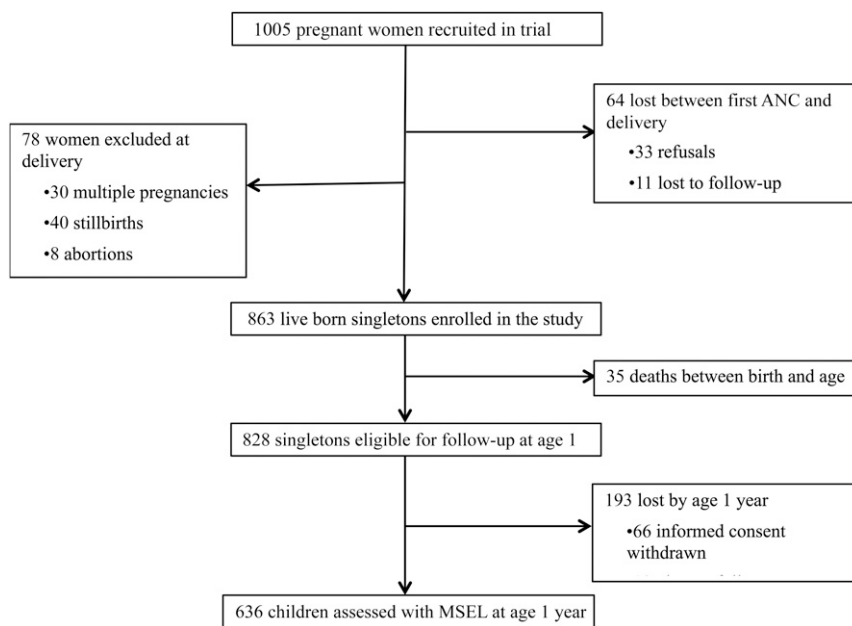 1005 pregnant women recruited in trial
64 lost between first ANC and
delivery
•33 refusals
•11 lost to follow-up
78 women excluded at
delivery
•30 multiple pregnancies
•40 stillbirths
•8 abortions
863 live born singletons enrolled in the study
35 deaths between birth and age
828 singletons eligible for follow-up at age 1
193 lost by age 1 year
•66 informed consent
withdrawn
636 children assessed with MSEL at age 1 year